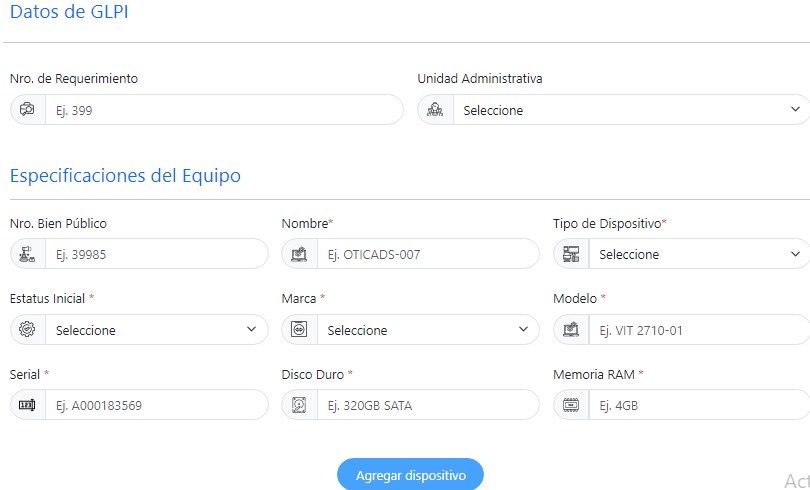 Datos de GLPI
Nro. de Requerimiento Unidad Administrativa
Ej. 399 Seleccione
Especificaciones del Equipo
Nro. Bien Público Nombre* Tipo de Dispositivo*
Ej. 39985 Ej. OTICADS-007 Seleccione
Estatus Inicial * Marca * Modelo *
Seleccione Seleccione Ej. VIT 2710-01
Serial * Disco Duro * Memoria RAM *
Ej. A000183569 Ej. 320GB SATA Ej. 4GB
Agregar dispositivo
Act